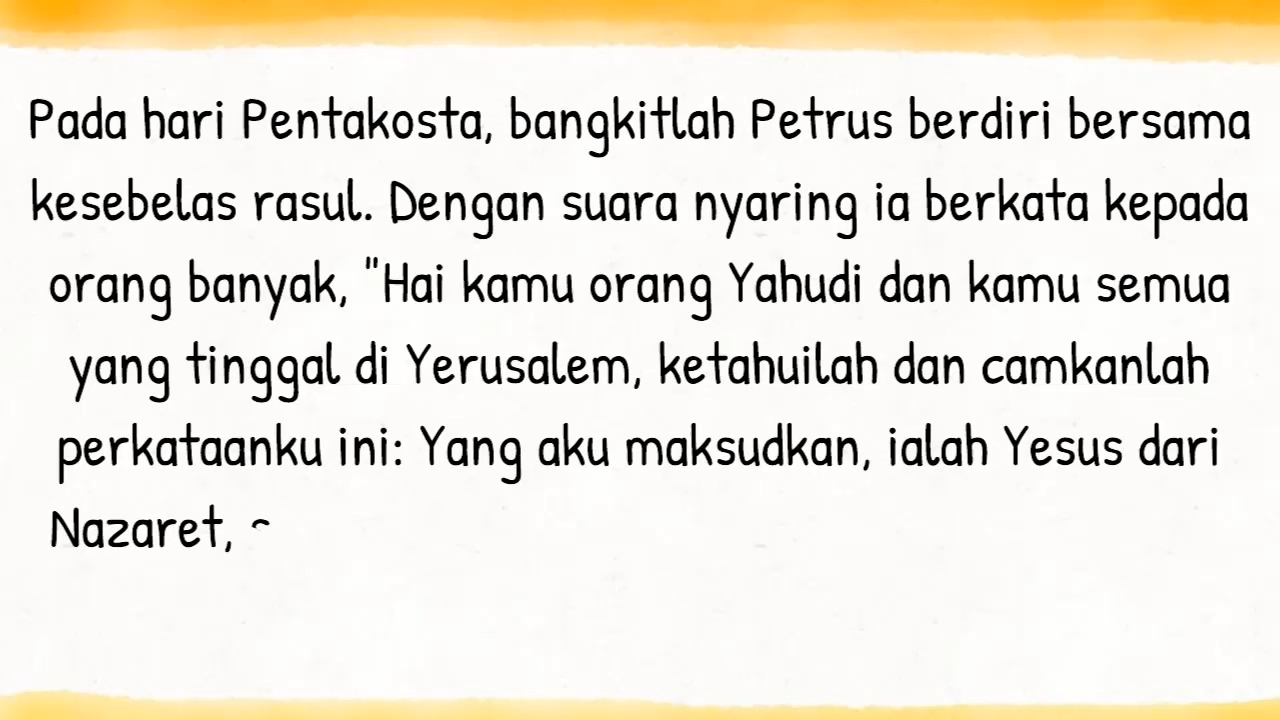 Pada hari Pentakosta, bangkitlah Petrus berdiri bersama
kesebelas rasul. Dengan suara nyaring ia berkata kepada
orang banyak, "Hai kamu orang Yahudi dan kamu semua
yang tinggal di Yerusalem, ketahuilah dan camkanlah
perkataanku ini: Yang aku maksudkan, ialah Yesus dari
Nazaret,